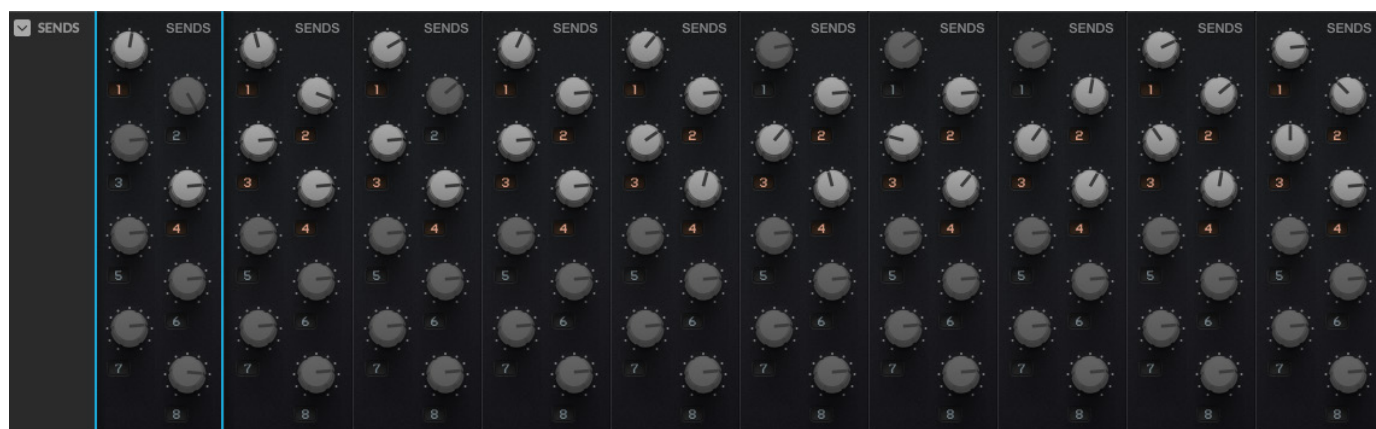 SENDS SENDS SENDS SENDS SENDS SENDS SENDS SENDS SENDS SENDS SENDS
1 1 1 1 1 1 1 1 1 1
2 2 2 2 2 2 2 2 2 2
3 3 3 3 3 3 3 3 3 3
4 4 4 4 4 4 4 4 4 4
5 5 5 5 5 5 5 5 5 5
6 6 6 6 6 6 6 6 6 6
7 7 7 7 7 7 7 7 7 7
8 8 8 8 8 8 8 8 8 8